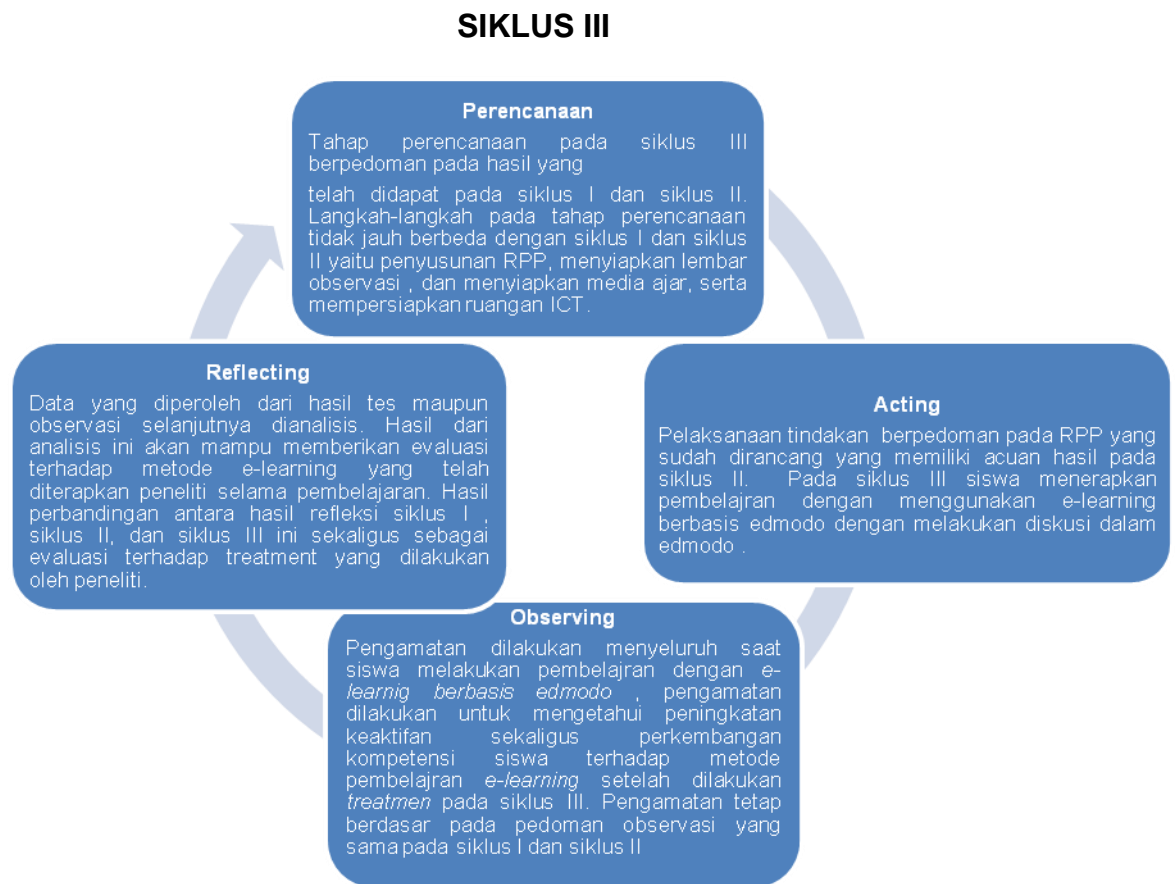 SIKLUS III
Perencanaan
Tahap perencanaan pada siklus III
berpedoman pada hasil yang
telah didapat pada siklus I dan siklus II.
Langkah-langkah pada tahap perencanaan
tidak jauh berbeda dengan siklus I dan siklus
II yaitu penyusunan RPP, menyiapkan lembar
observasi , dan menyiapkan media ajar, serta
mempersiapkan ruangan ICT.
Reflecting
Data yang diperoleh dari hasil tes maupun
observasi selanjutnya dianalisis. Hasil dari
analisis ini akan mampu memberikan evaluasi
terhadap metode e-learning yang telah
diterapkan peneliti selama pembelajaran. Hasil
perbandingan antara hasil refleksi siklus I ,
siklus II, dan siklus III ini sekaligus sebagai
evaluasi terhadap treatment yang dilakukan
oleh peneliti.
Acting
Pelaksanaan tindakan berpedoman pada RPP yang
sudah dirancang yang memiliki acuan hasil pada
siklus II. Pada siklus III siswa menerapkan
pembelajran dengan menggunakan e-learning
berbasis edmodo dengan melakukan diskusi dalam
edmodo .
Observing
Pengamatan dilakukan menyeluruh saat
siswa melakukan pembelajran dengan e-
learnig berbasis edmodo , pengamatan
dilakukan untuk mengetahui peningkatan
keaktifan sekaligus perkembangan
kompetensi siswa terhadap metode
pembelajran e-learning setelah dilakukan
treatmen pada siklus III. Pengamatan tetap
berdasar pada pedoman observasi yang
sama pada siklus I dan siklus II